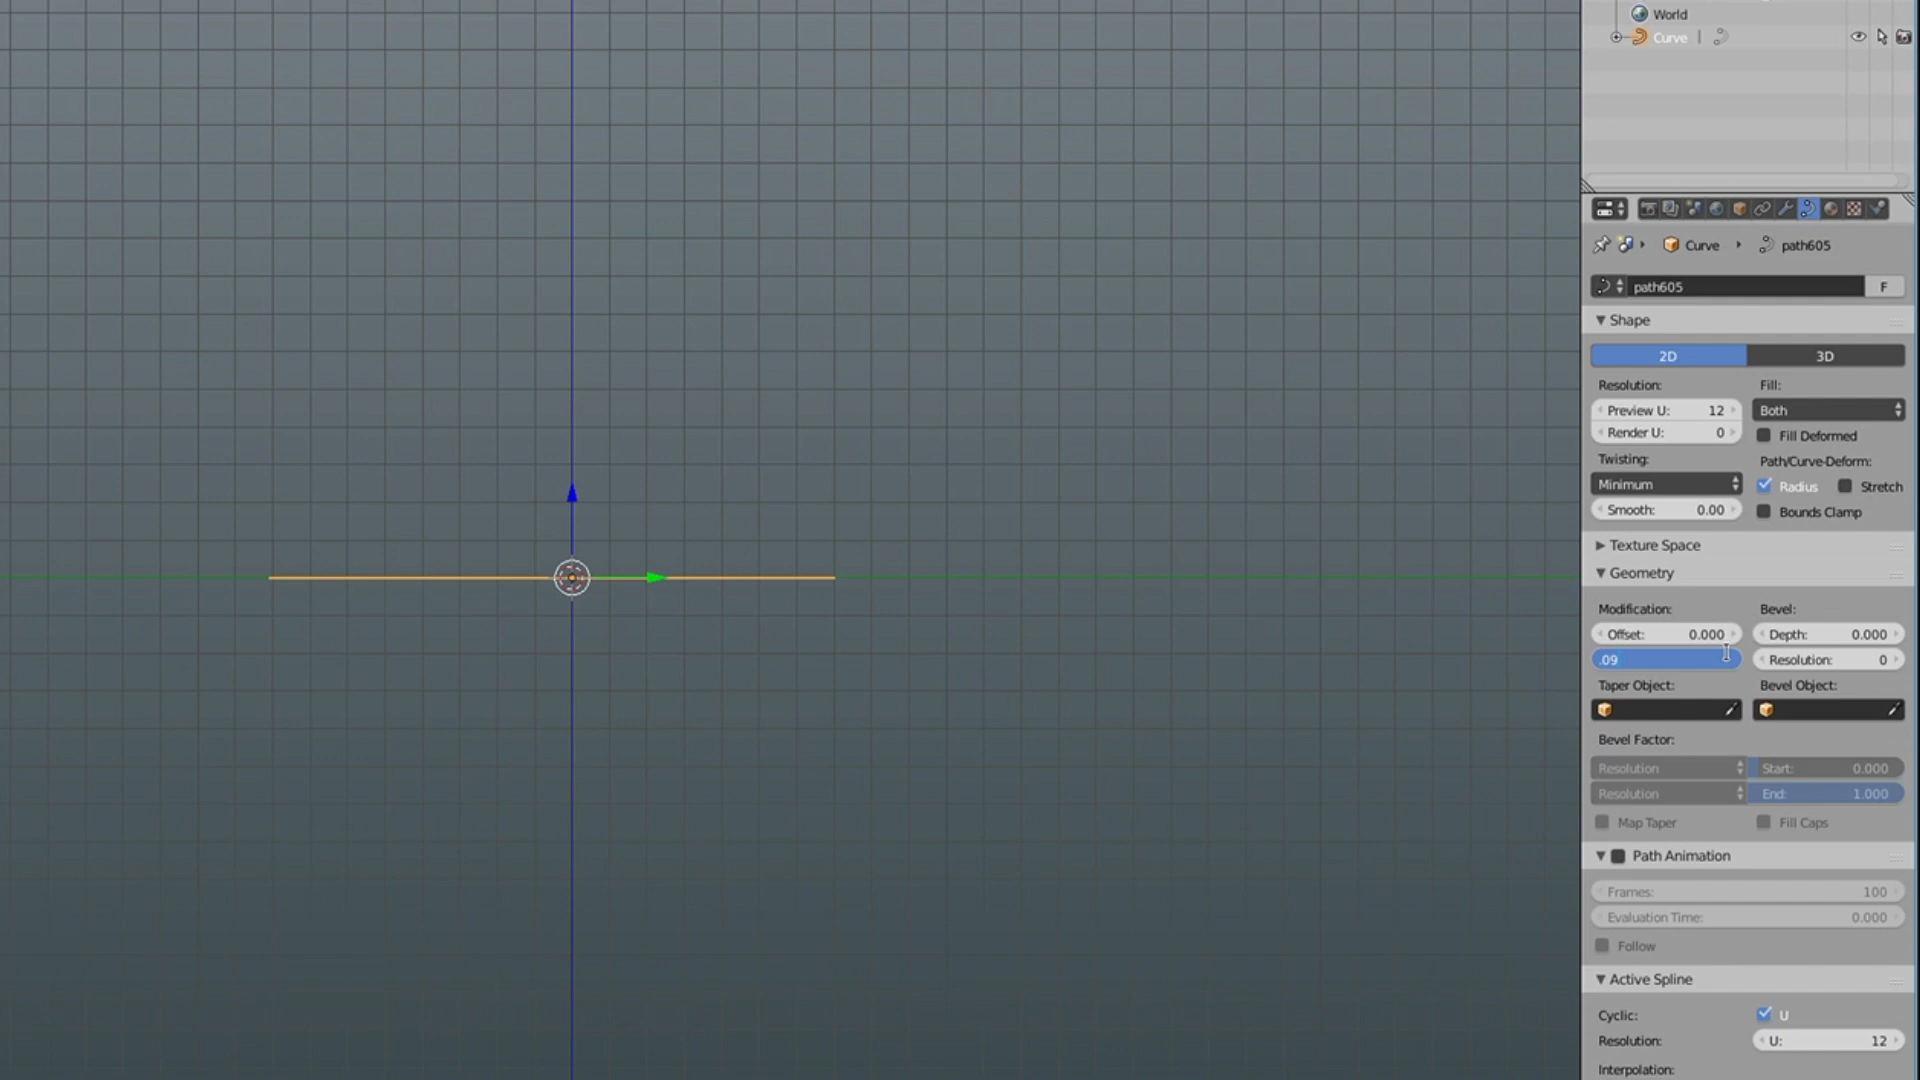 World
Curve
Curve path605
path605 F
Shape
2D 3D
Resolution: Fill:
Preview U: 12 Both
Render U: 0 Fill Deformed
Twisting: Path/Curve-Deform:
Minimum Radius Stretch
Smooth: 0.00 Bounds Clamp
Texture Space
Geometry
Modification: Bevel:
Offset: 0.000 Depth: 0.000
.09 Resolution: 0
Taper Object: Bevel Object:
Bevel Factor:
Resolution Start: 0.000
Resolution End: 1.000
Map Taper Fill Caps
Path Animation
Frames: 100
Evaluation Time: 0.000
Follow
Active Spline
Cyclic: U
Resolution: U: 12
Interpolation: